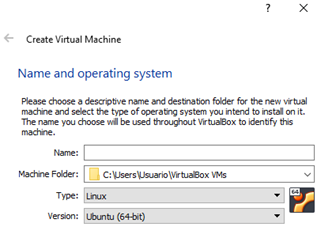 ? ×
Create Virtual Machine
Name and operating system
Please choose a descriptive name and destination folder for the new virtual
machine and select the type of operating system you intend to install on it.
The name you choose will be used throughout VirtualBox to identify this
machine.
Name:
Machine Folder: C:\Users\Usuario\VirtualBox VMs
Type: Linux
64
Version: Ubuntu (64-bit)